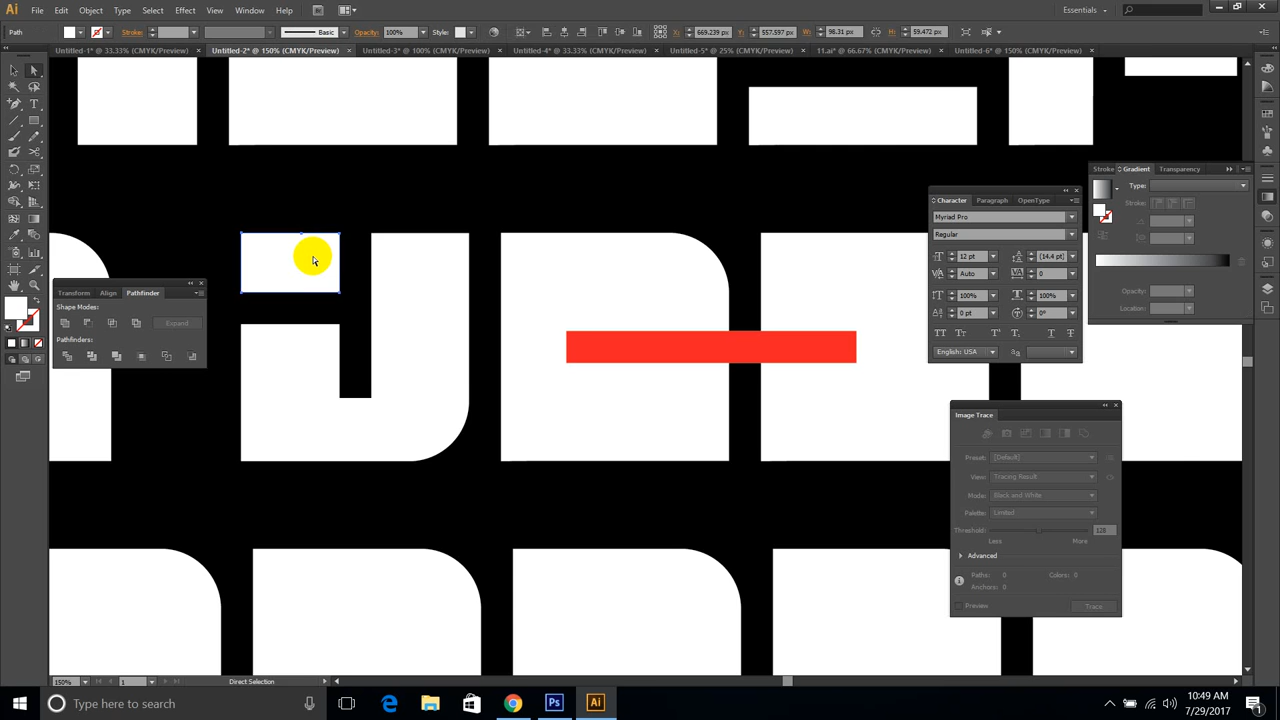 Ai File Edit Object Type Select Effect View Window Help Br Essentials
Path Stroke: Basic Opacity: 100% Style: X: 669.239 px Y: 557.597 px W: 98.31 px H: 59.472 px
Untitled-1* @ 33.33% (CMYK/Preview) × Untitled-2* @ 150% (CMYK/Preview) × Untitled-3* @ 100% (CMYK/Preview) × Untitled-4* @ 33.33% (CMYK/Preview) × Untitled-5* @ 25% (CMYK/Preview) × 11.ai* @ 66.67% (CMYK/Preview) × Untitled-6* @ 150% (CMYK/Preview) ×
Stroke Gradient Transparency
Type:
Stroke:
Opacity:
Location:
Character Paragraph OpenType
Myriad Pro
Regular
12 pt (14.4 pt)
Auto 0
100% 100%
0 pt 0°
English: USA
Transform Align Pathfinder
Shape Modes:
Expand
Pathfinders:
Image Trace
Preset: [Default]
View: Tracing Result
Mode: Black and White
Palette: Limited
Threshold: 128
Less More
Advanced
Paths: 0 Colors: 0
Anchors: 0
Preview Trace
150% 1 Direct Selection
Type here to search
Ps Ai
10:49 AM
7/29/2017